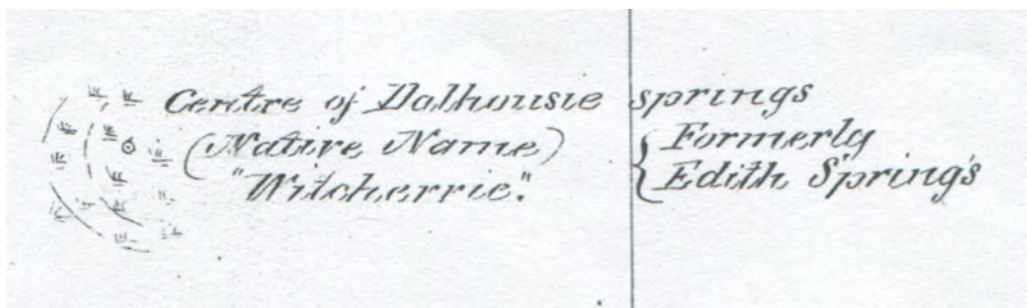 Centre of Dalhousie springs
(Native Name)
"Witcherrie".
{Formerly
Edith Springs